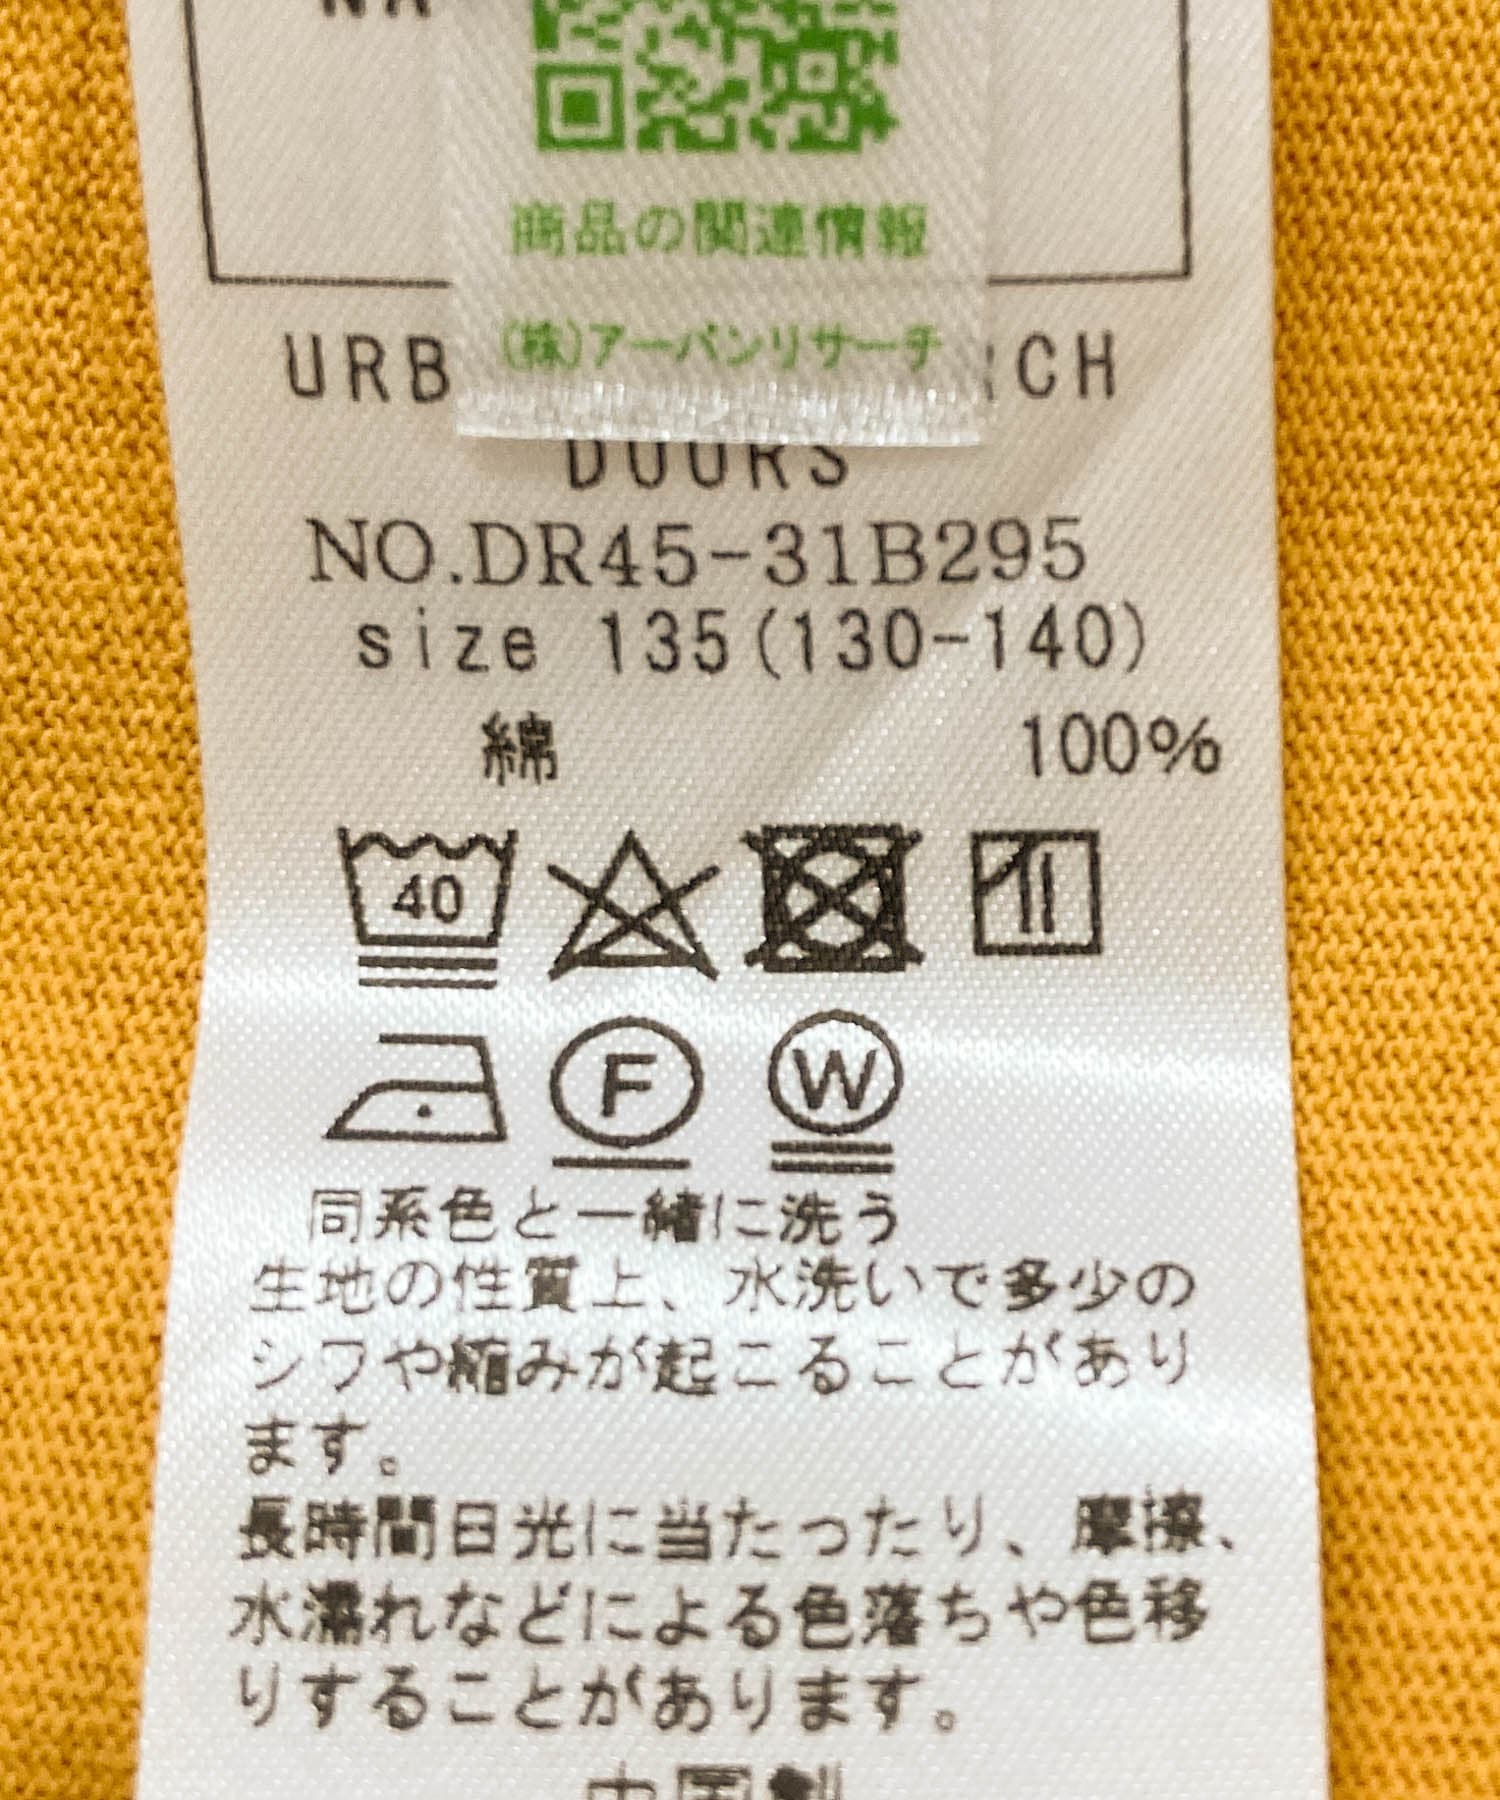 商品の関連情報
(株)アーバンリサーチ
URB RCH
DOORS
NO.DR45-31B295
size 135(130-140)
綿 100%
40
F W
同系色と一緒に洗う
生地の性質上、水洗いで多少の
シワや縮みが起こることがあり
ます。
長時間日光に当たったり、摩擦、
水濡れなどによる色落ちや色移
りすることがあります。
中国製